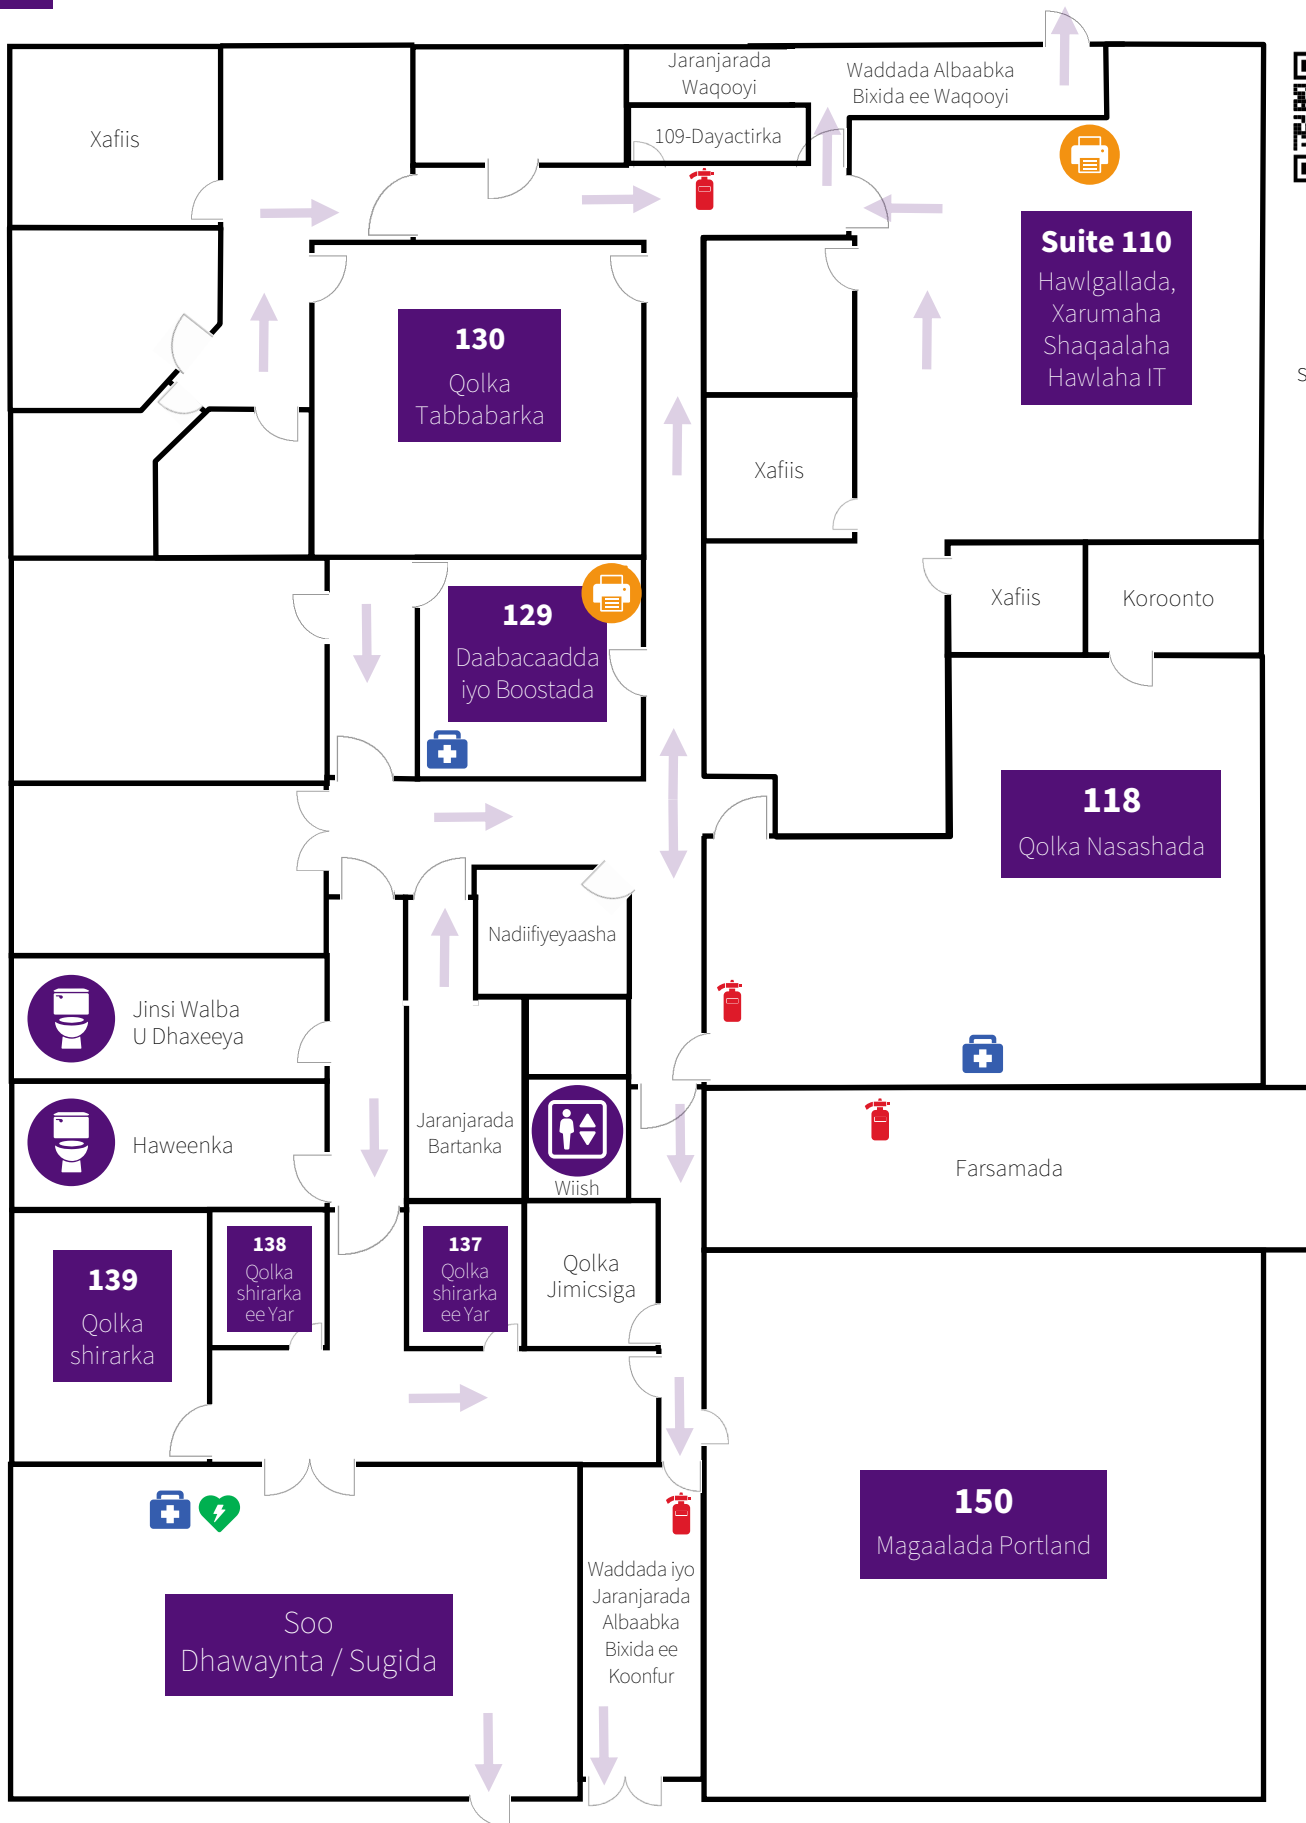 Jaranjarada
Waqooyi
Waddada Albaabka
Bixida ee Waqooyi
Xafiis
109-Dayactirka
Suite 110
Hawlgallada,
Xarumaha
Shaqaalaha
Hawlaha IT
130
Qolka
Tabbabarka
Xafiis
Xafiis
Koroonto
129
Daabacaadda
iyo Boostada
118
Qolka Nasashada
Nadiifiyeyaasha
Jinsi Walba
U Dhaxeeya
Haweenka
Jaranjarada
Bartanka
Wiish
Farsamada
139
Qolka
shirarka
138
Qolka
shirarka
ee Yar
137
Qolka
shirarka
ee Yar
Qolka
Jimicsiga
150
Magaalada Portland
Waddada iyo
Jaranjarada
Albaabka
Bixida ee
Koonfur
Soo
Dhawaynta / Sugida